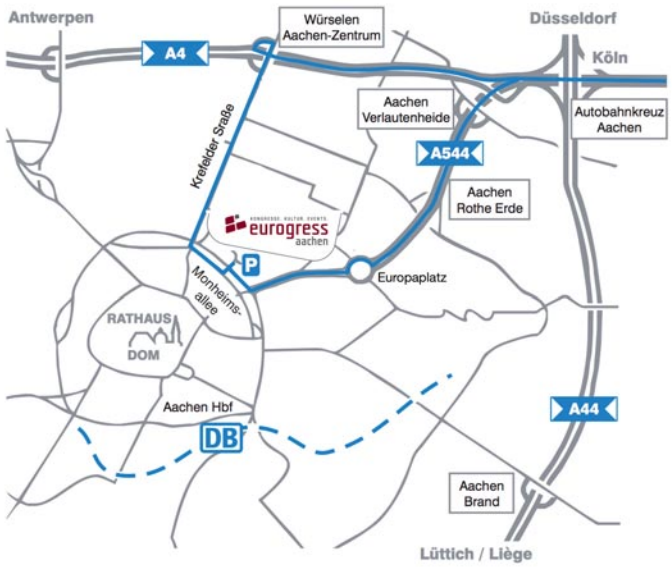 Antwerpen
Würselen
Aachen-Zentrum
Düsseldorf
A4
Köln
Aachen
Verlautenheide
Autobahnkreuz
Aachen
Krefelder Sraße
A544
Aachen
Rothe Erde
KONGRESSE. KULTUR. EVENTS.
eurogress
aachen
P
Europaplatz
Monheims-
allee
RATHAUS
DOM
Aachen Hbf
DB
A44
Aachen
Brand
Lüttich / Liège